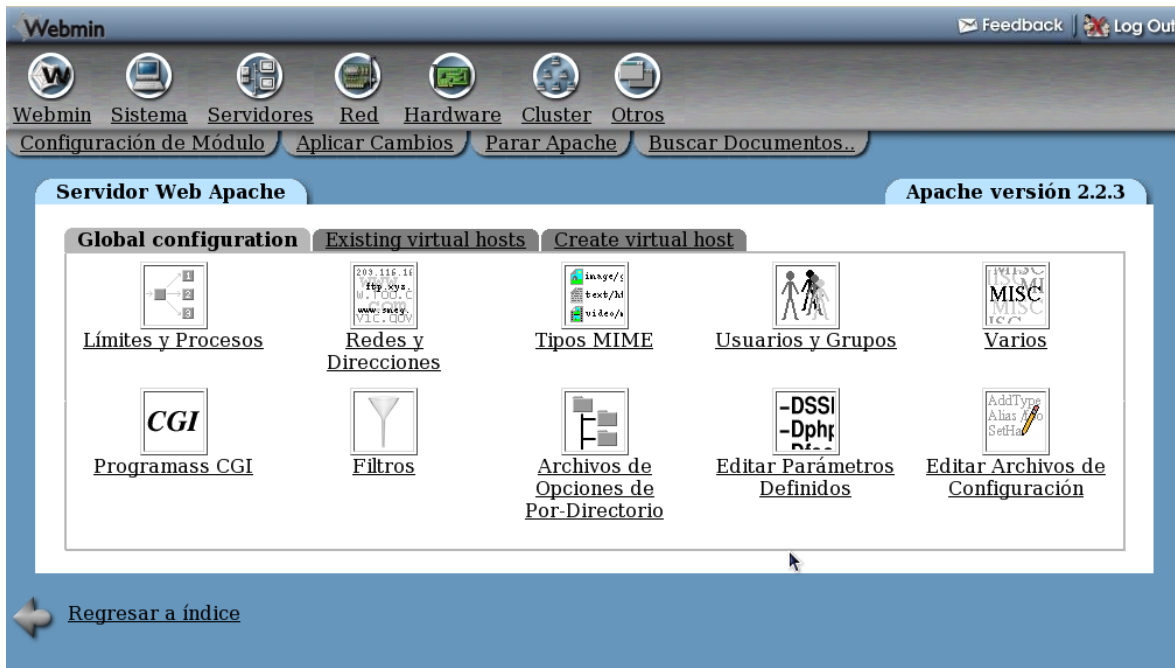 Webmin
Feedback
Log Out
Webmin Sistema Servidores Red Hardware Cluster Otros
Configuración de Módulo Aplicar Cambios Parar Apache Buscar Documentos..
Servidor Web Apache
Apache versión 2.2.3
Global configuration Existing virtual hosts Create virtual host
MISC
Límites y Procesos
Redes y
Direcciones
Tipos MIME
Usuarios y Grupos
Varios
CGI
-DSSI
-Dphp
AddType
Programass CGI
Filtros
Archivos de
Opciones de
Por-Directorio
Editar Parámetros
Definidos
Editar Archivos de
Configuración
Regresar a índice